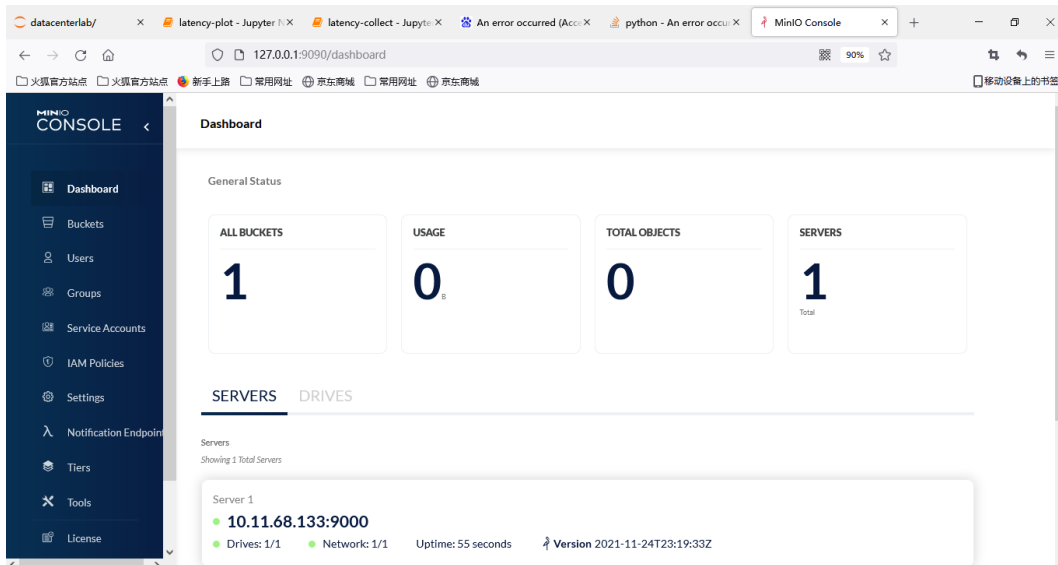 datacenterlab/
latency-plot - Jupyter N
latency-collect - Jupyte
An error occurred (Acce
python - An error occur
MinIO Console
127.0.0.1:9090/dashboard
90%
火狐官方站点
火狐官方站点
新手上路
常用网址
京东商城
常用网址
京东商城
移动设备上的书签
MINIO
CONSOLE
Dashboard
Buckets
Users
Groups
Service Accounts
IAM Policies
Settings
Notification Endpoint
Tiers
Tools
License
Dashboard
General Status
ALL BUCKETS
1
USAGE
0 B
TOTAL OBJECTS
0
SERVERS
1
Total
SERVERS DRIVES
Servers
Showing 1 Total Servers
Server 1
10.11.68.133:9000
Drives: 1/1 Network: 1/1 Uptime: 55 seconds Version 2021-11-24T23:19:33Z